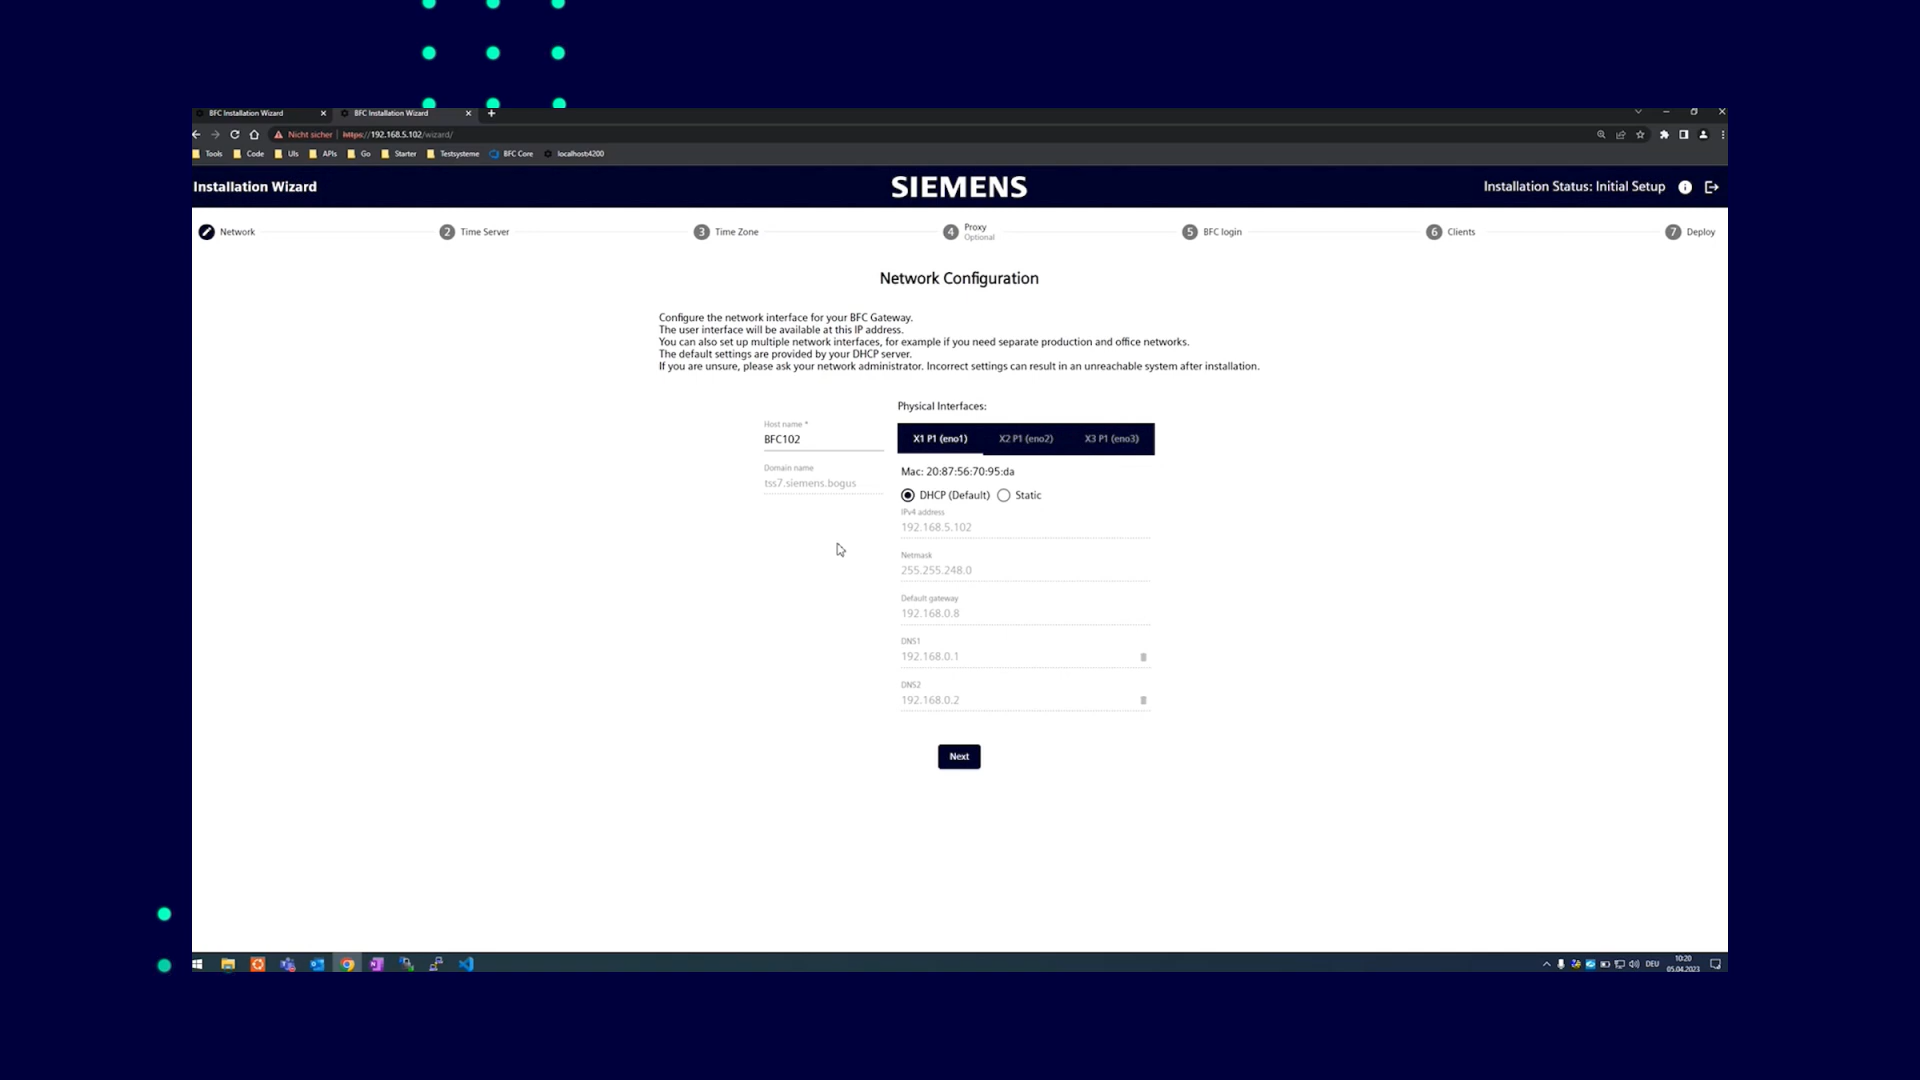 BFC Installation Wizard
BFC Installation Wizard
Nicht sicher | https://192.168.5.102/wizard/
Tools Code UIs APIs Go Starter Testsysteme BFC Core localhost:4200
Installation Wizard
SIEMENS
Installation Status: Initial Setup
Network
2 Time Server
3 Time Zone
4 Proxy
Optional
5 BFC login
6 Clients
7 Deploy
Network Configuration
Configure the network interface for your BFC Gateway.
The user interface will be available at this IP address.
You can also set up multiple network interfaces, for example if you need separate production and office networks.
The default settings are provided by your DHCP server.
If you are unsure, please ask your network administrator. Incorrect settings can result in an unreachable system after installation.
Host name *
BFC102
Domain name
tss7.siemens.bogus
Physical Interfaces:
X1 P1 (eno1) X2 P1 (eno2) X3 P1 (eno3)
Mac: 20:87:56:70:95:da
DHCP (Default) Static
IPv4 address
192.168.5.102
Netmask
255.255.248.0
Default gateway
192.168.0.8
DNS1
192.168.0.1
DNS2
192.168.0.2
Next
DEU
10:20
05.04.2023